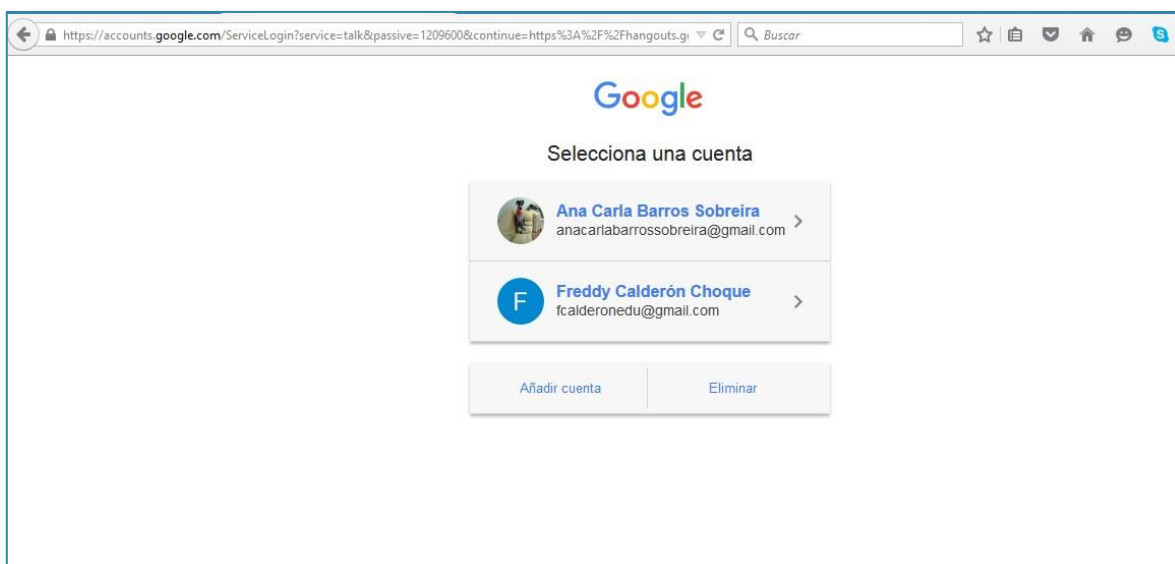 https://accounts.google.com/ServiceLogin?service=talk&passive=1209600&continue=https%3A%2F%2Fhangouts.g
Buscar
Google
Selecciona una cuenta
Ana Carla Barros Sobreira
anacarlabarrossobreira@gmail.com
F
Freddy Calderón Choque
fcalderonedu@gmail.com
Añadir cuenta
Eliminar